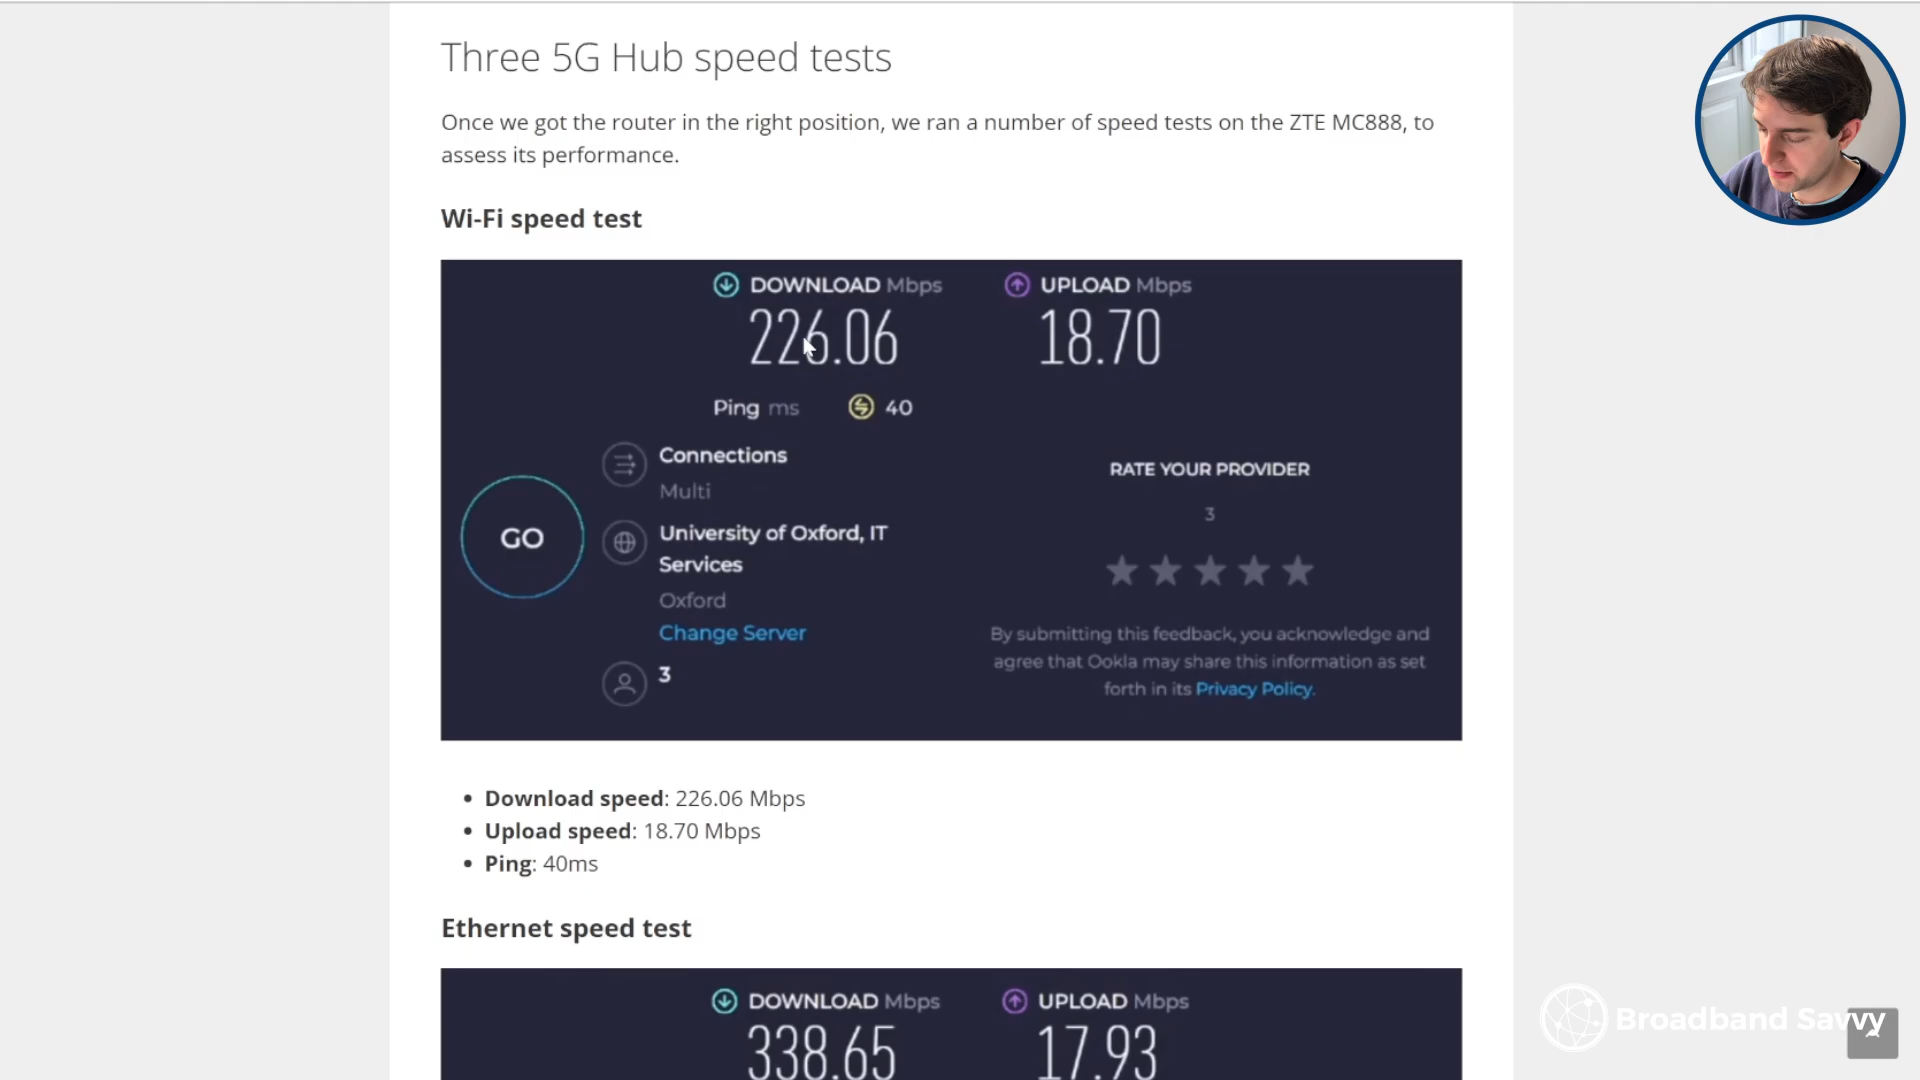 Three 5G Hub speed tests
Once we got the router in the right position, we ran a number of speed tests on the ZTE MC888, to
assess its performance.
Wi-Fi speed test
DOWNLOAD Mbps
226.06
UPLOAD Mbps
18.70
Ping ms 40
Connections
Multi
GO
University of Oxford, IT
Services
Oxford
Change Server
3
RATE YOUR PROVIDER
3
By submitting this feedback, you acknowledge and
agree that Ookla may share this information as set
forth in its Privacy Policy.
• Download speed: 226.06 Mbps
• Upload speed: 18.70 Mbps
• Ping: 40ms
Ethernet speed test
DOWNLOAD Mbps
338.65
UPLOAD Mbps
17.93
Broadband Savvy